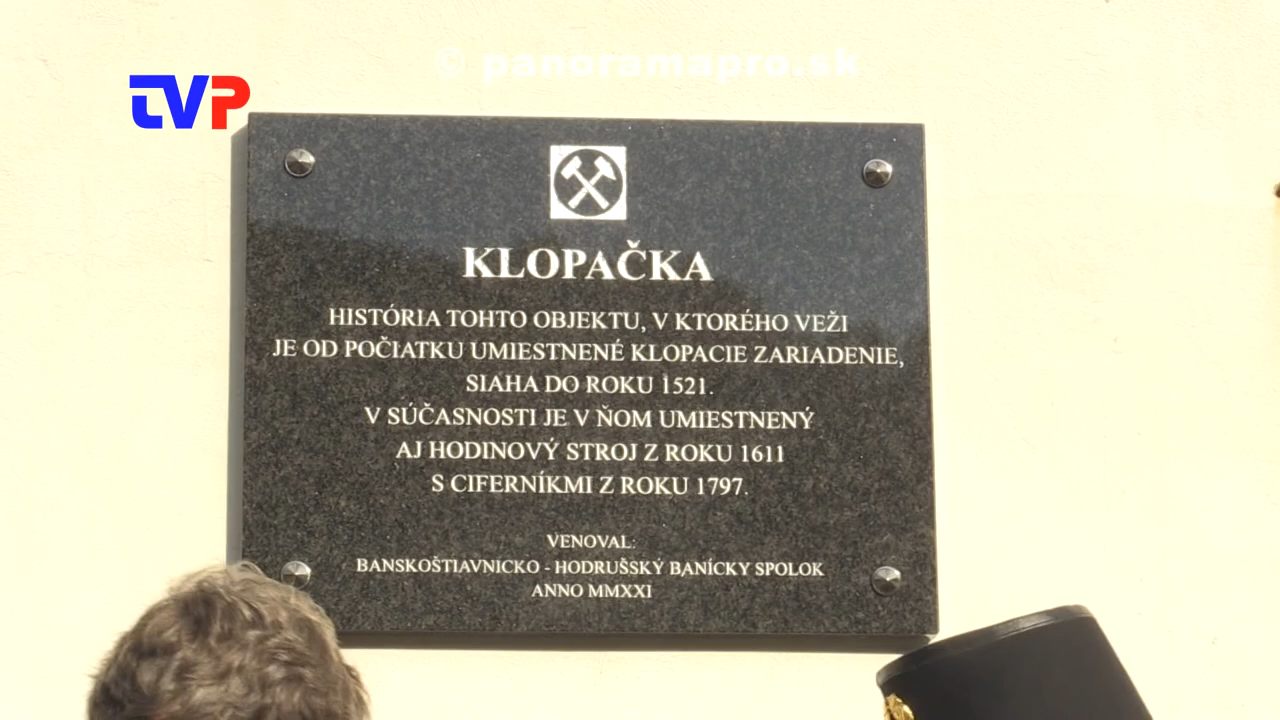 © panoramapro.sk
TVP
KLOPAČKA
HISTÓRIA TOHTO OBJEKTU, V KTORÉHO VEŽI
JE OD POČIATKU UMIESTNENÉ KLOPACIE ZARIADENIE,
SIAHA DO ROKU 1521.
V SÚČASNOSTI JE V ŇOM UMIESTNENÝ
AJ HODINOVÝ STROJ Z ROKU 1611
S CIFERNÍKMI Z ROKU 1797.
VENOVAL:
BANSKOŠTIAVNICKO - HODRUŠSKÝ BANÍCKY SPOLOK
ANNO MMXXI